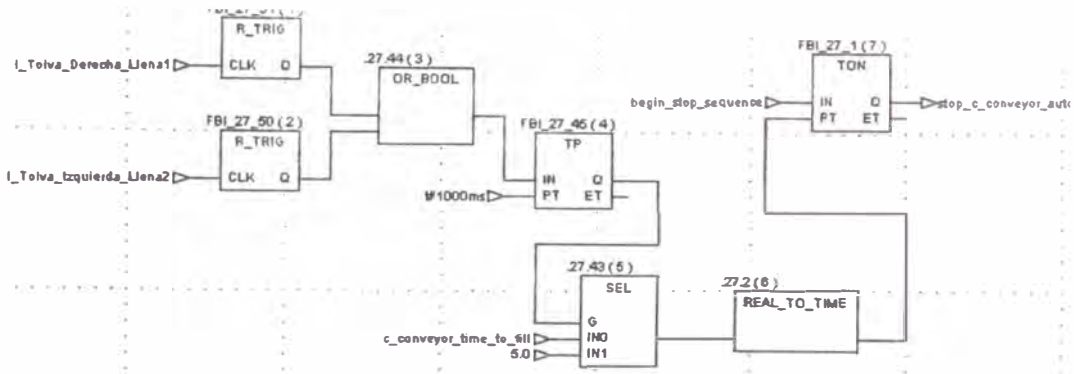 R_TRIG
I_Tolva_Derecha_Llena1
CLK Q
.27.44(3)
OR_BOOL
FBI_27_50(2)
R_TRIG
I_Tolva_Izquierda_Llena2
CLK Q
FBI_27_46(4)
TP
IN Q
t#1000ms
PT ET
.27.43(5)
SEL
G
c_conveyor_time_to_fill
IN0
5.0
IN1
.27.2(6)
REAL_TO_TIME
FBI_27_1(7)
TON
begin_stop_sequence
IN Q
stop_c_conveyor_auto
PT ET